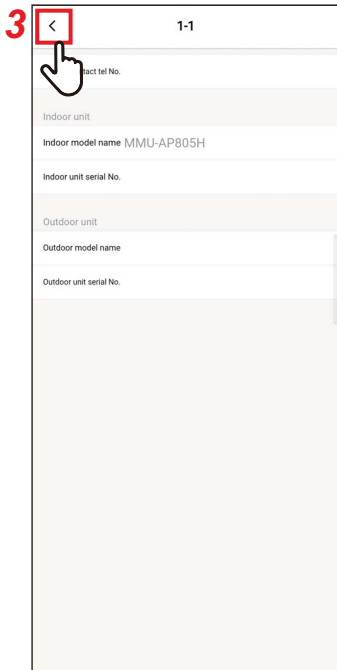 3
1-1
tact tel No.
Indoor unit
Indoor model name MMU-AP805H
Indoor unit serial No.
Outdoor unit
Outdoor model name
Outdoor unit serial No.